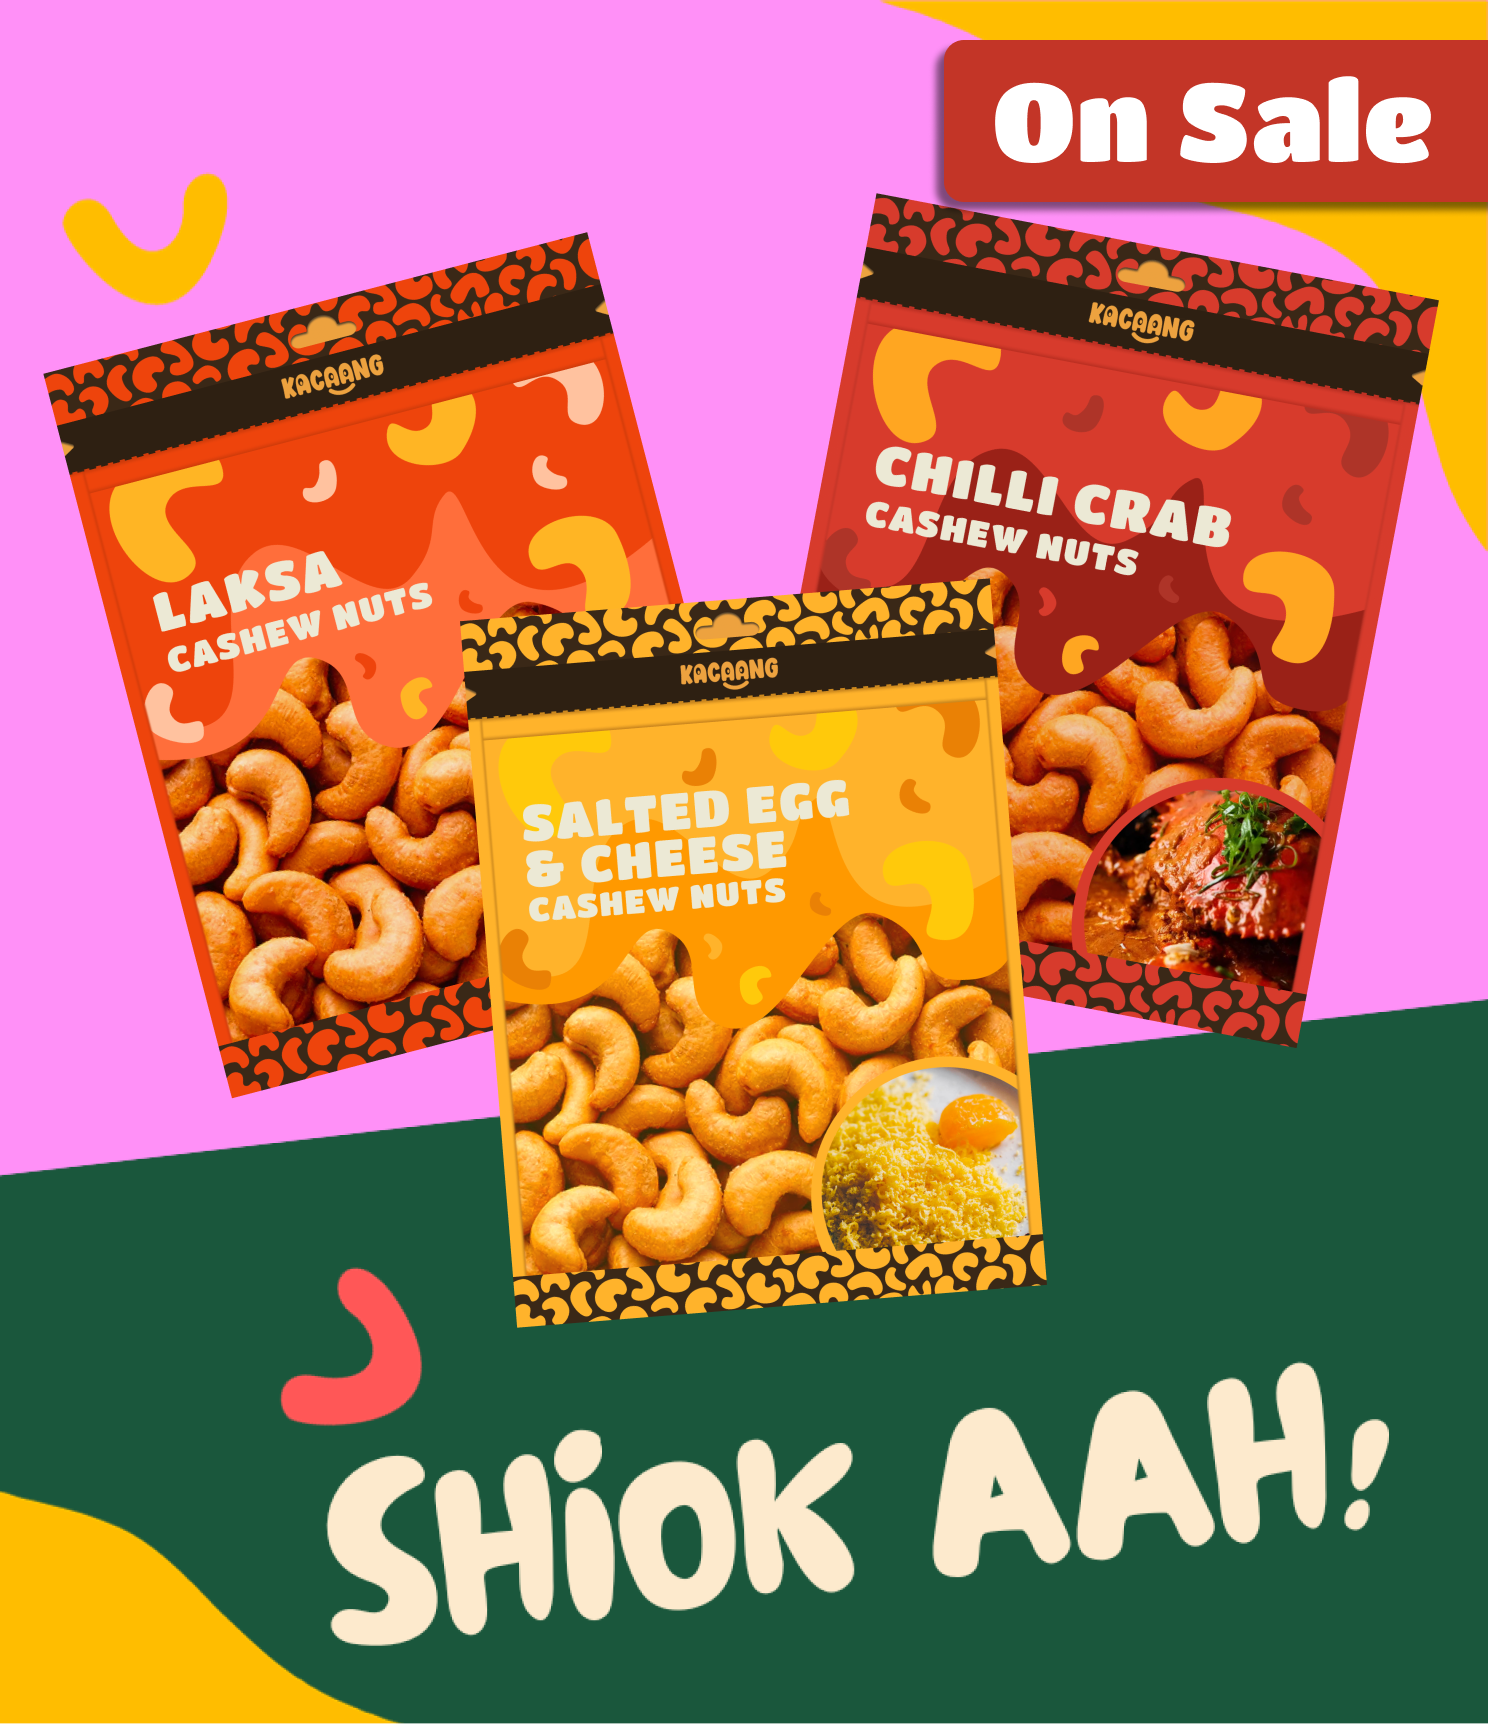 On Sale
KACAANG
LAKSA
CASHEW NUTS
KACAANG
CHILLI CRAB
CASHEW NUTS
KACAANG
SALTED EGG
& CHEESE
CASHEW NUTS
SHiOK AAH!